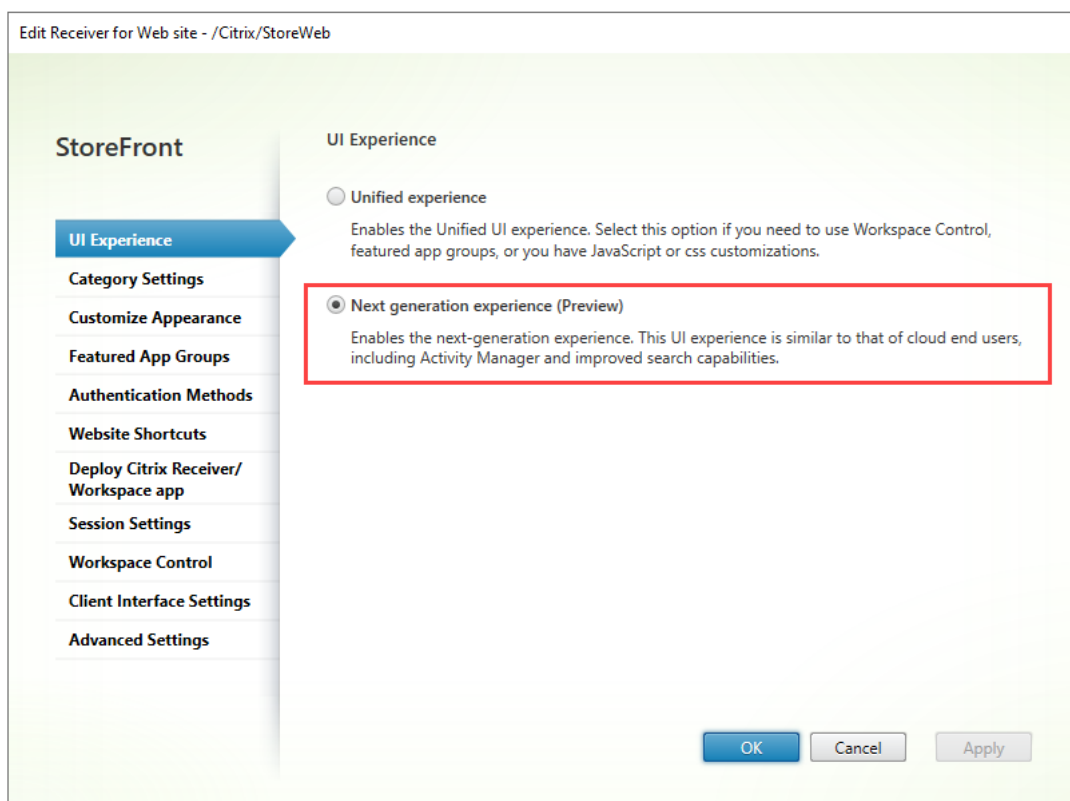 Edit Receiver for Web site - /Citrix/StoreWeb
StoreFront
UI Experience
Category Settings
Customize Appearance
Featured App Groups
Authentication Methods
Website Shortcuts
Deploy Citrix Receiver/
Workspace app
Session Settings
Workspace Control
Client Interface Settings
Advanced Settings
UI Experience
Unified experience
Enables the Unified UI experience. Select this option if you need to use Workspace Control,
featured app groups, or you have JavaScript or css customizations.
Next generation experience (Preview)
Enables the next-generation experience. This UI experience is similar to that of cloud end users,
including Activity Manager and improved search capabilities.
OK
Cancel
Apply